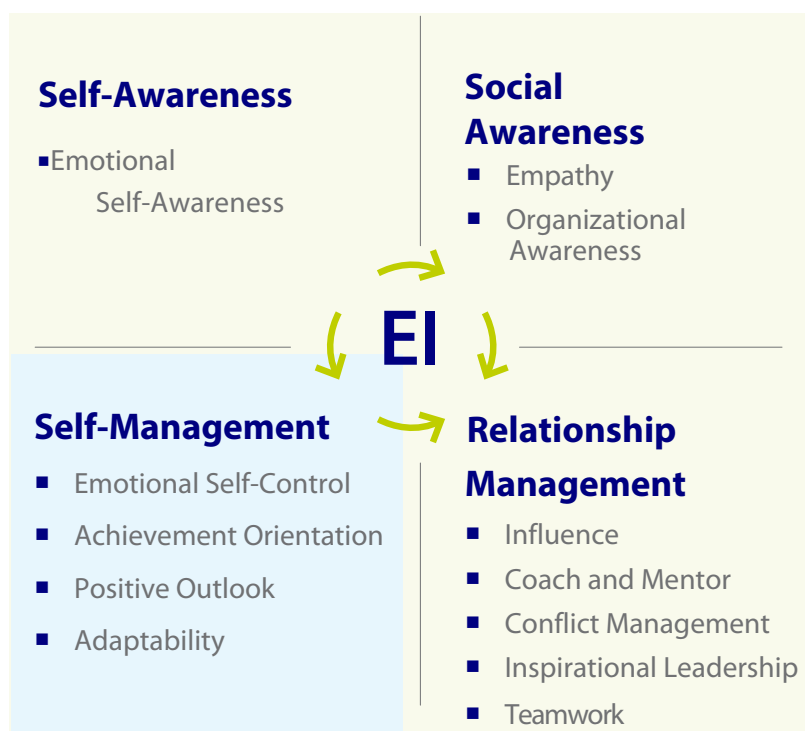 Self-Awareness
▪Emotional
Self-Awareness
Social
Awareness
▪ Empathy
▪ Organizational
Awareness
EI
Self-Management
▪ Emotional Self-Control
▪ Achievement Orientation
▪ Positive Outlook
▪ Adaptability
Relationship
Management
▪ Influence
▪ Coach and Mentor
▪ Conflict Management
▪ Inspirational Leadership
▪ Teamwork